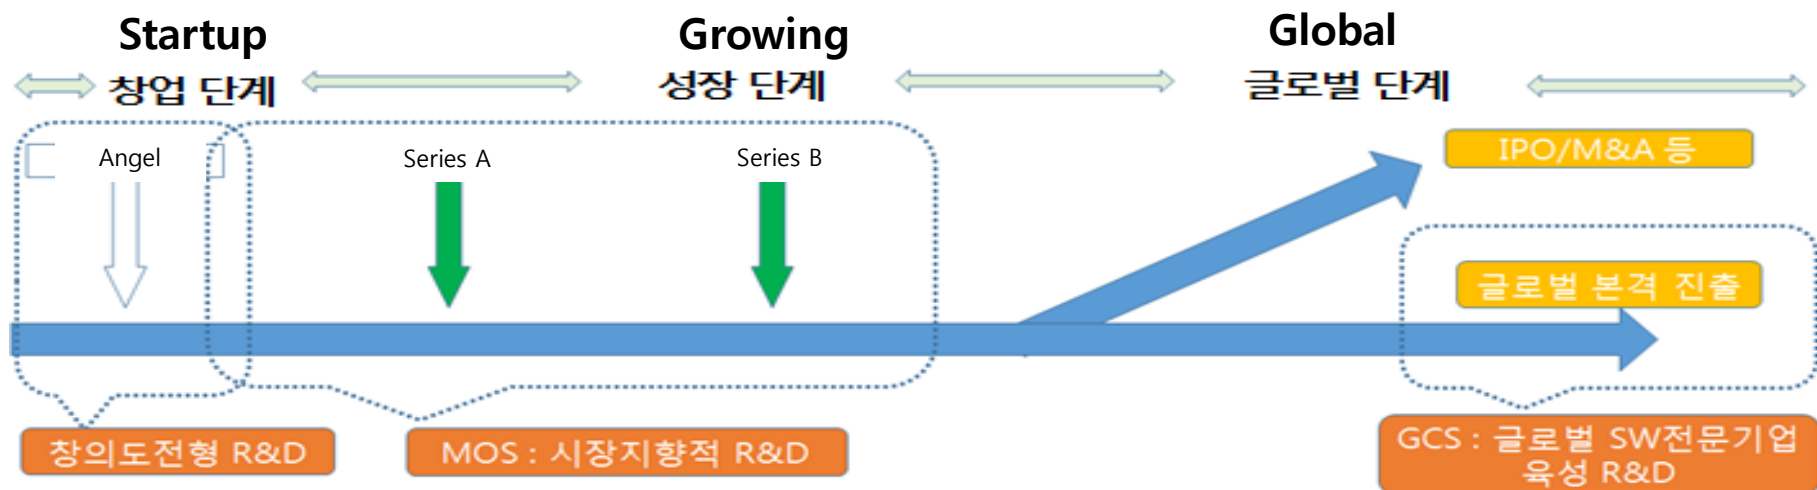 Startup
Growing
Global
창업 단계
성장 단계
글로벌 단계
Angel
Series A
Series B
IPO/M&A 등
글로벌 본격 진출
창의도전형 R&D
MOS : 시장지향적 R&D
GCS : 글로벌 SW전문기업
육성 R&D